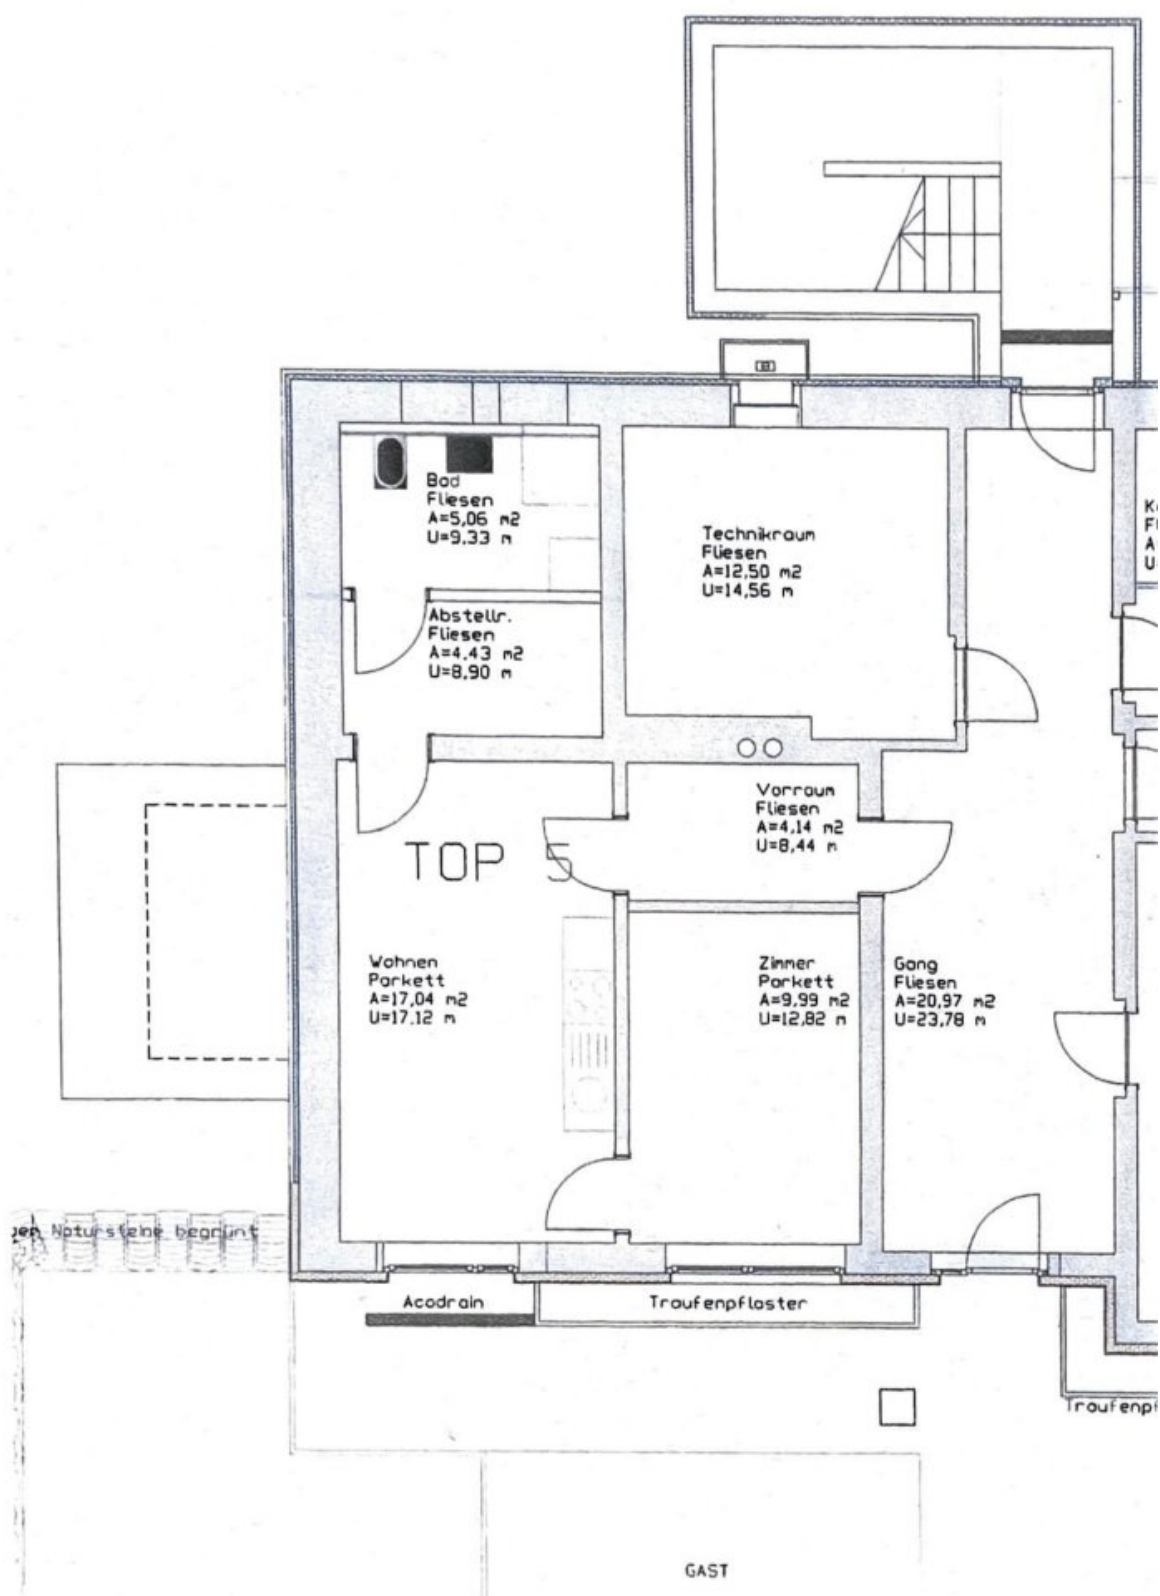 Bad
Fliesen
A=5,06 m2
U=9,33 m
Technikraum
Fliesen
A=12,50 m2
U=14,56 m
Abstellr.
Fliesen
A=4,43 m2
U=8,90 m
Vorraum
Fliesen
A=4,14 m2
U=8,44 m
TOP 5
Wohnen
Parkett
A=17,04 m2
U=17,12 m
Zimmer
Parkett
A=9,99 m2
U=12,82 m
Gang
Fliesen
A=20,97 m2
U=23,78 m
Natursteine begrünt
Acodrain
Traufenpflaster
Traufenpf
GAST